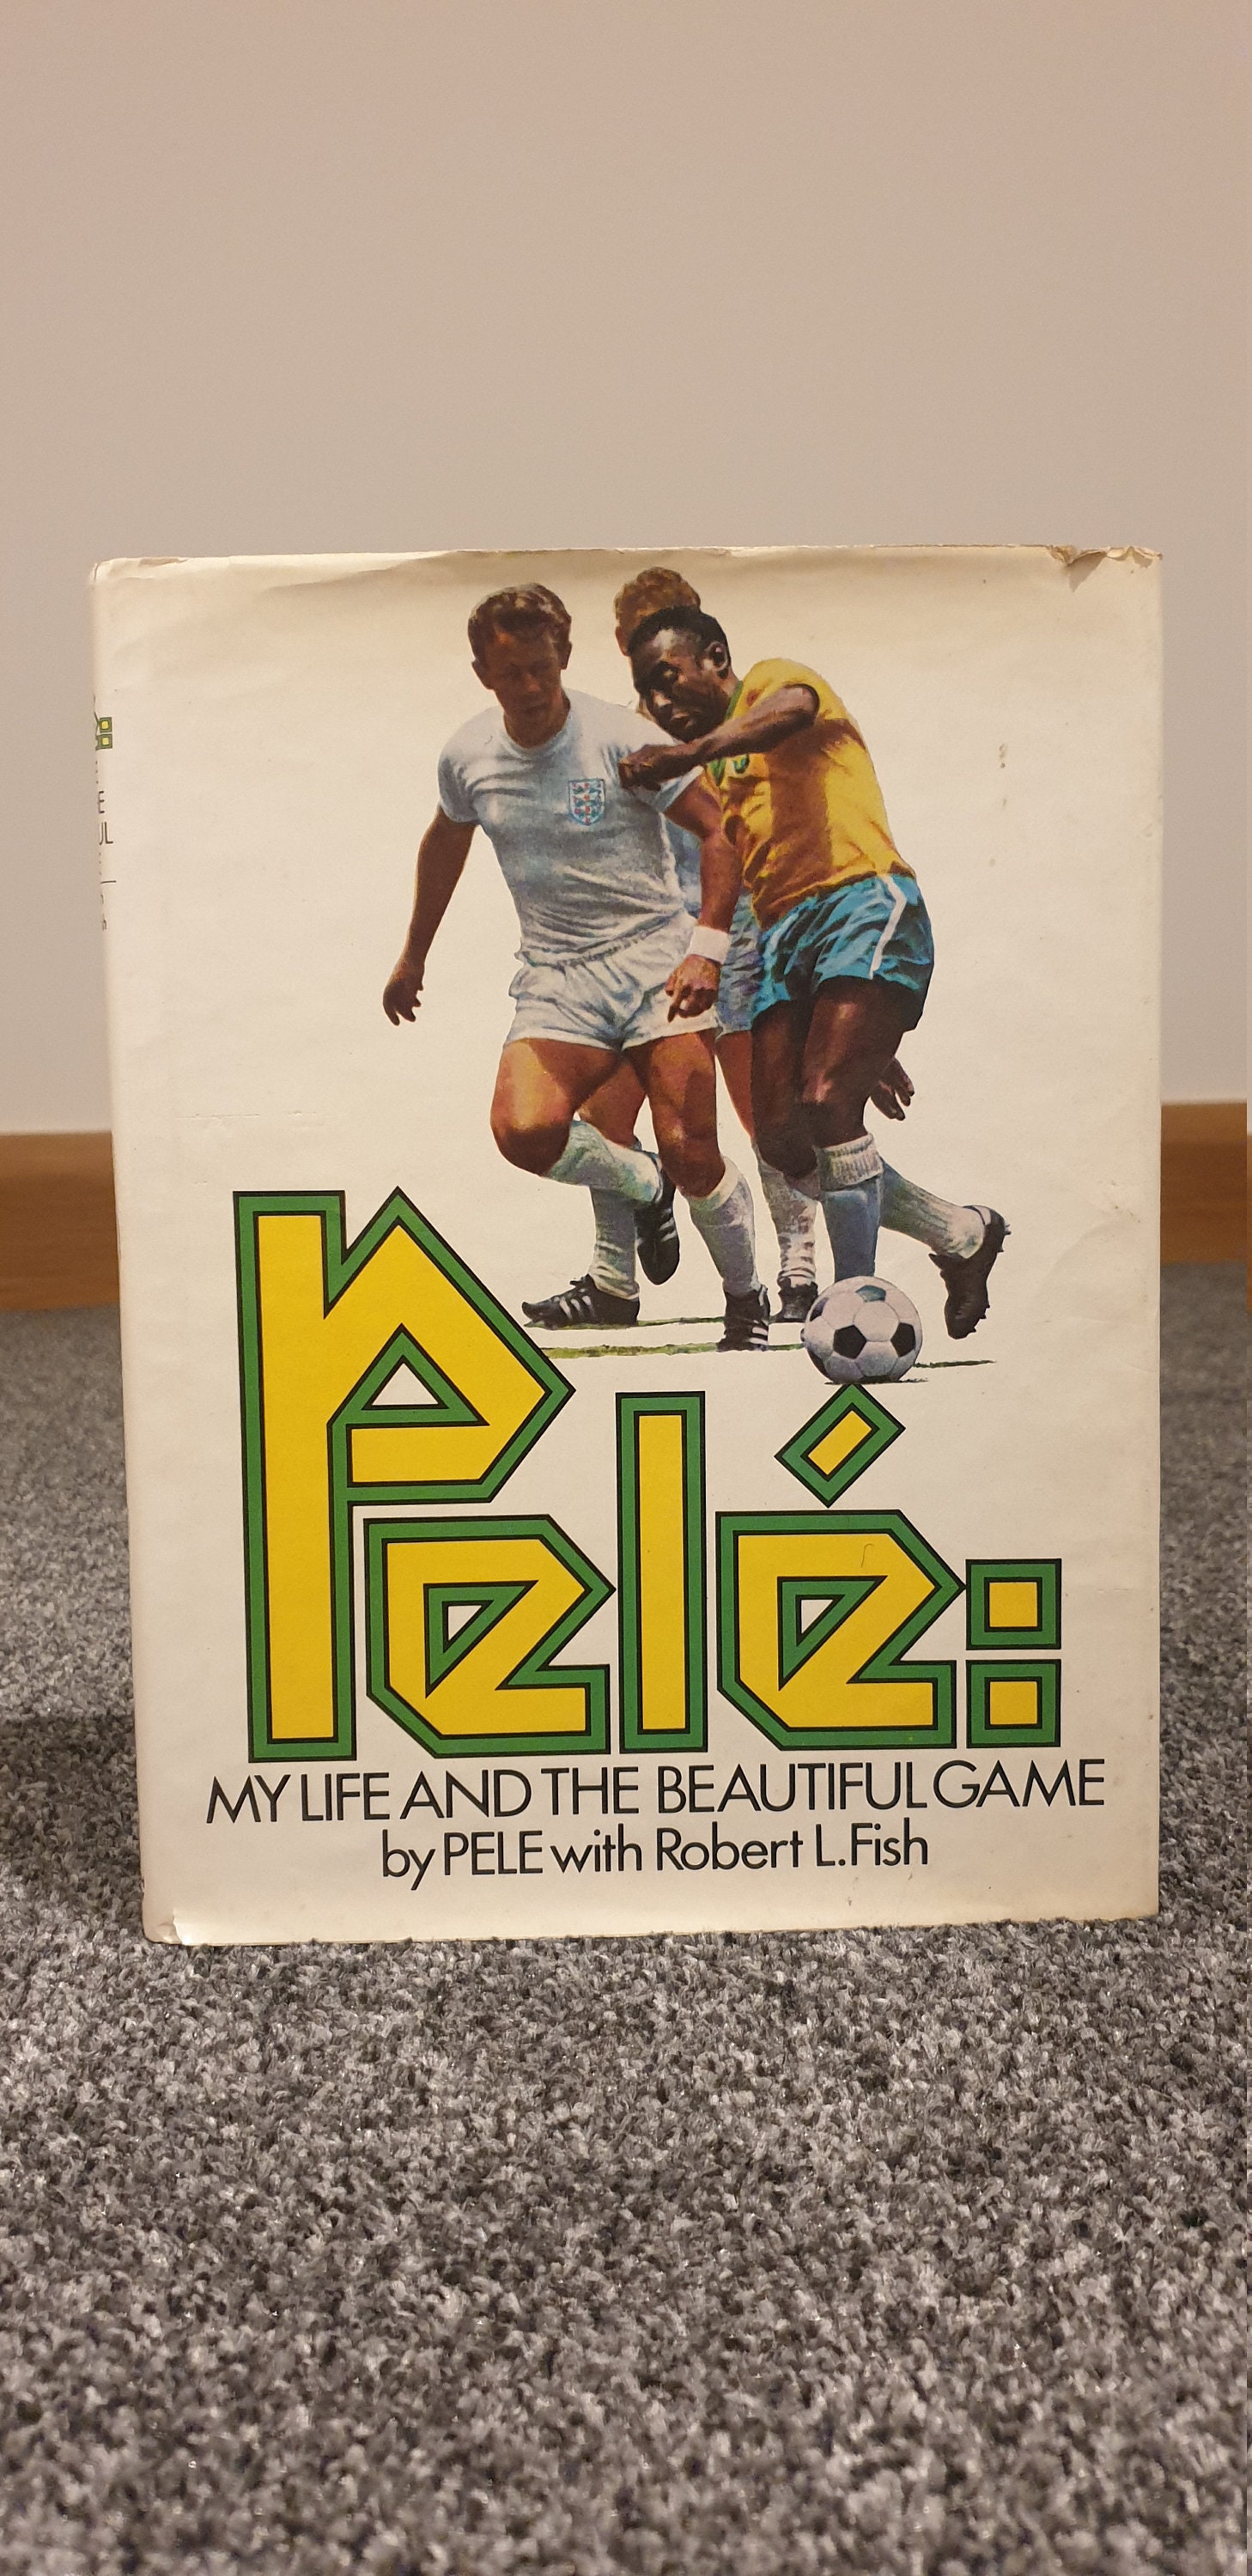 Pelé:
MY LIFE AND THE BEAUTIFUL GAME
by PELE with Robert L. Fish